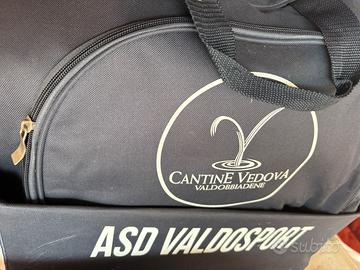 CANTINE VEDOVA
VALDOBBIADENE
ASD VALDOSPORT
subito